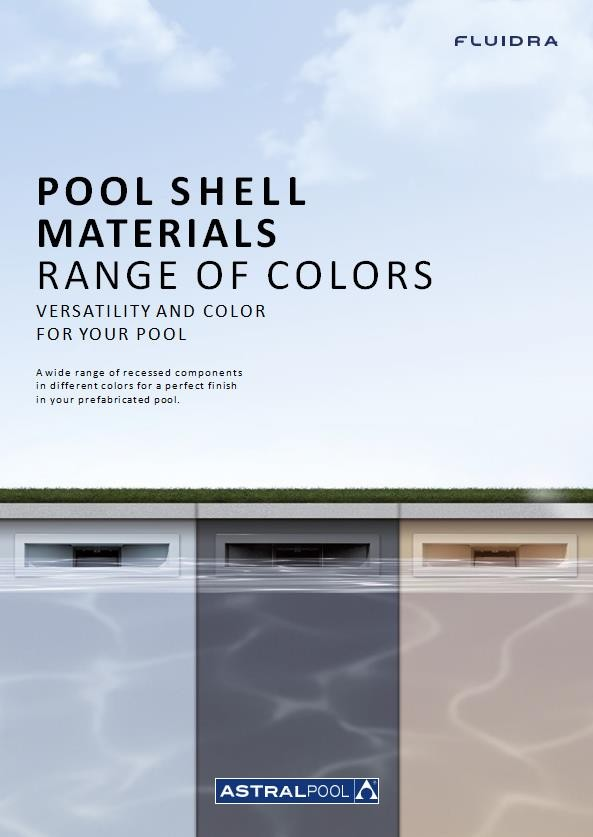 FLUIDRA
POOL SHELL
MATERIALS
RANGE OF COLORS
VERSATILITY AND COLOR
FOR YOUR POOL
A wide range of recessed components
in different colors for a perfect finish
in your prefabricated pool.
ASTRALPOOL